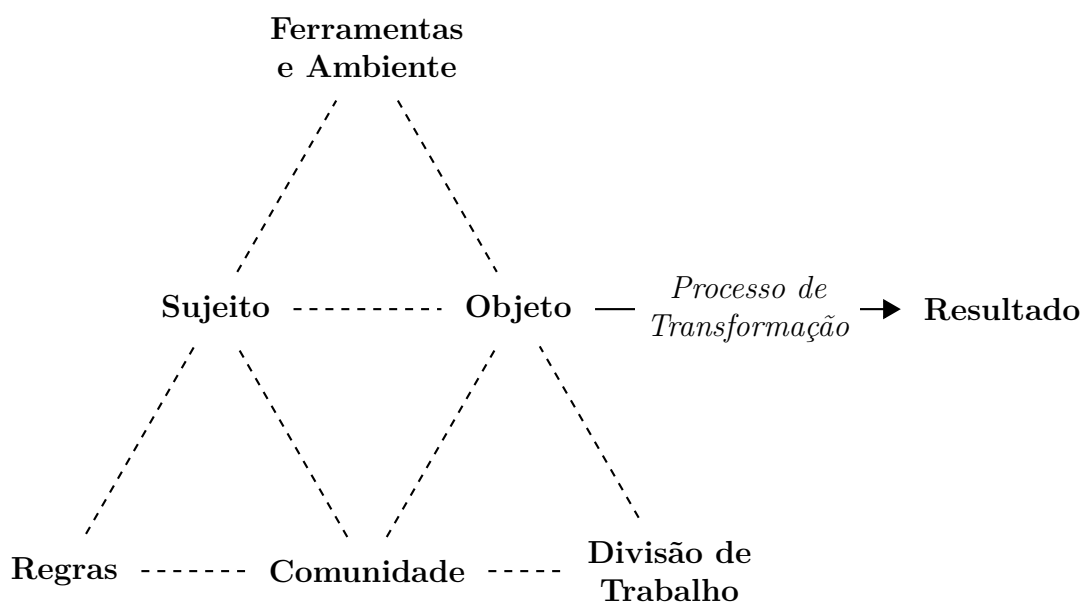 Ferramentas
e Ambiente
Sujeito
Objeto
Processo de
Transformação
Resultado
Regras
Comunidade
Divisão de
Trabalho